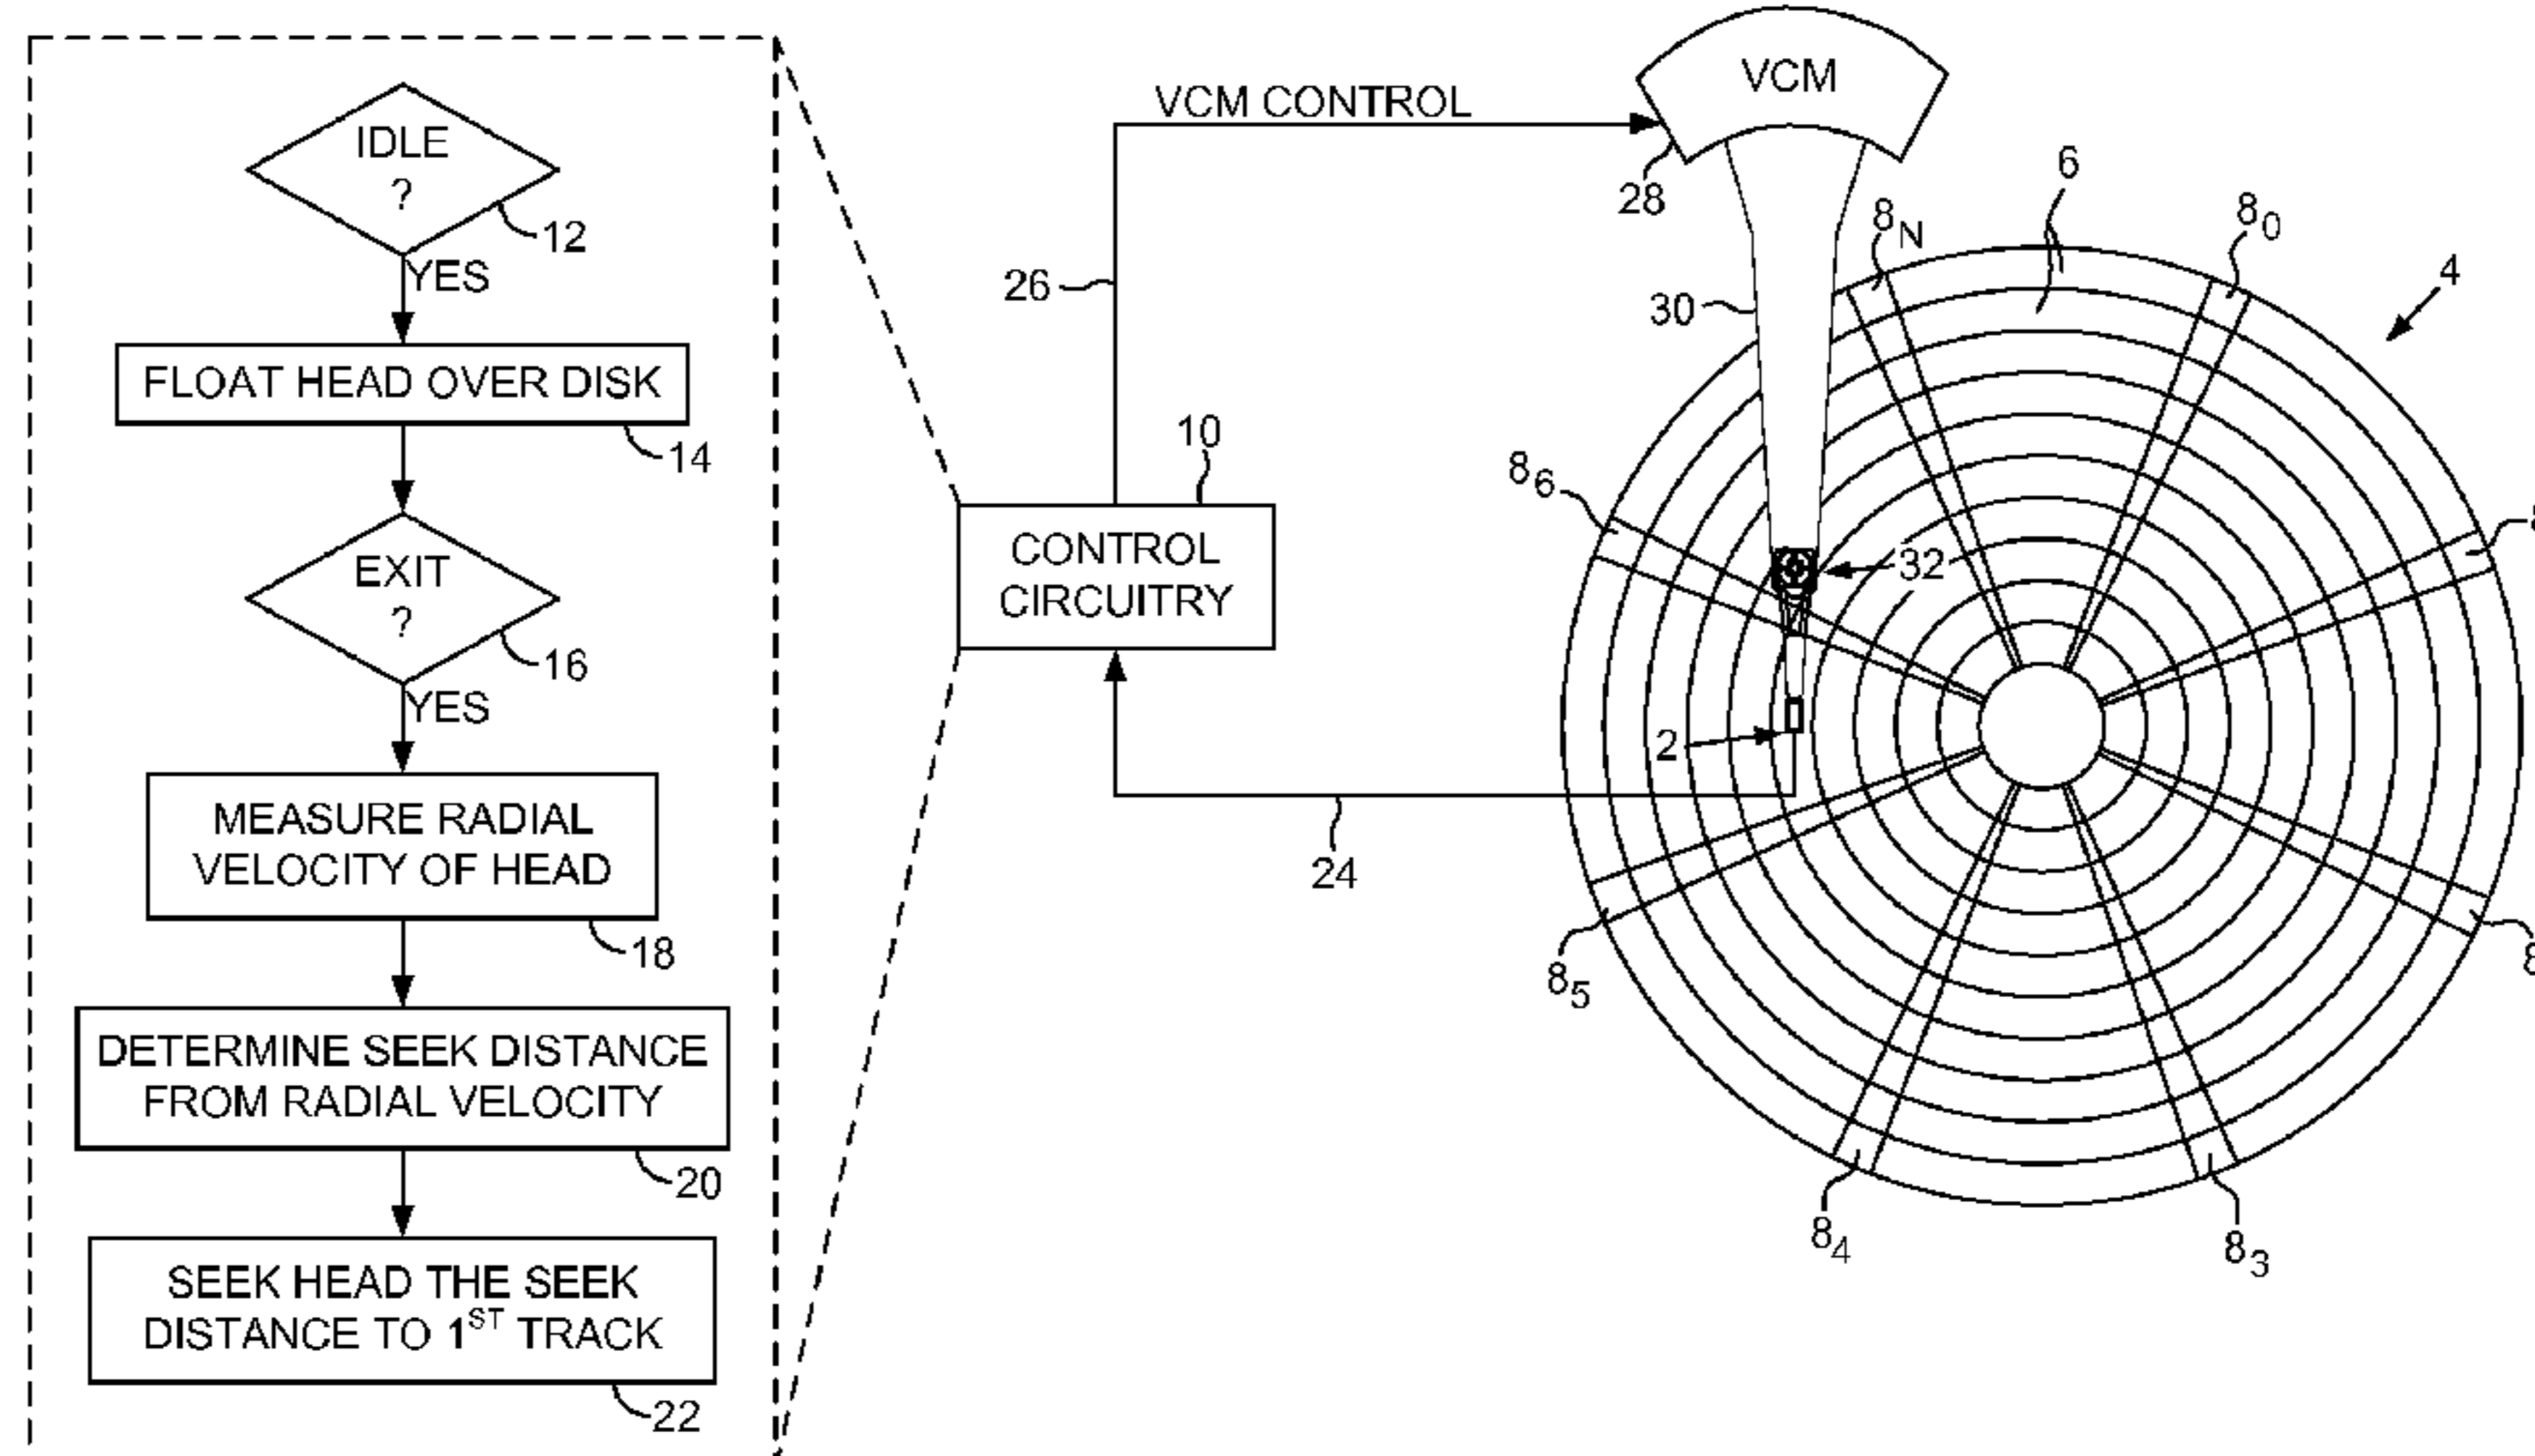 IDLE
?
12
YES
FLOAT HEAD OVER DISK
14
EXIT
?
16
YES
MEASURE RADIAL
VELOCITY OF HEAD
18
DETERMINE SEEK DISTANCE
FROM RADIAL VELOCITY
20
SEEK HEAD THE SEEK
DISTANCE TO 1ST TRACK
22
VCM CONTROL
26
10
CONTROL
CIRCUITRY
24
VCM
28
30
32
2
6
4
8N
80
86
85
84
83